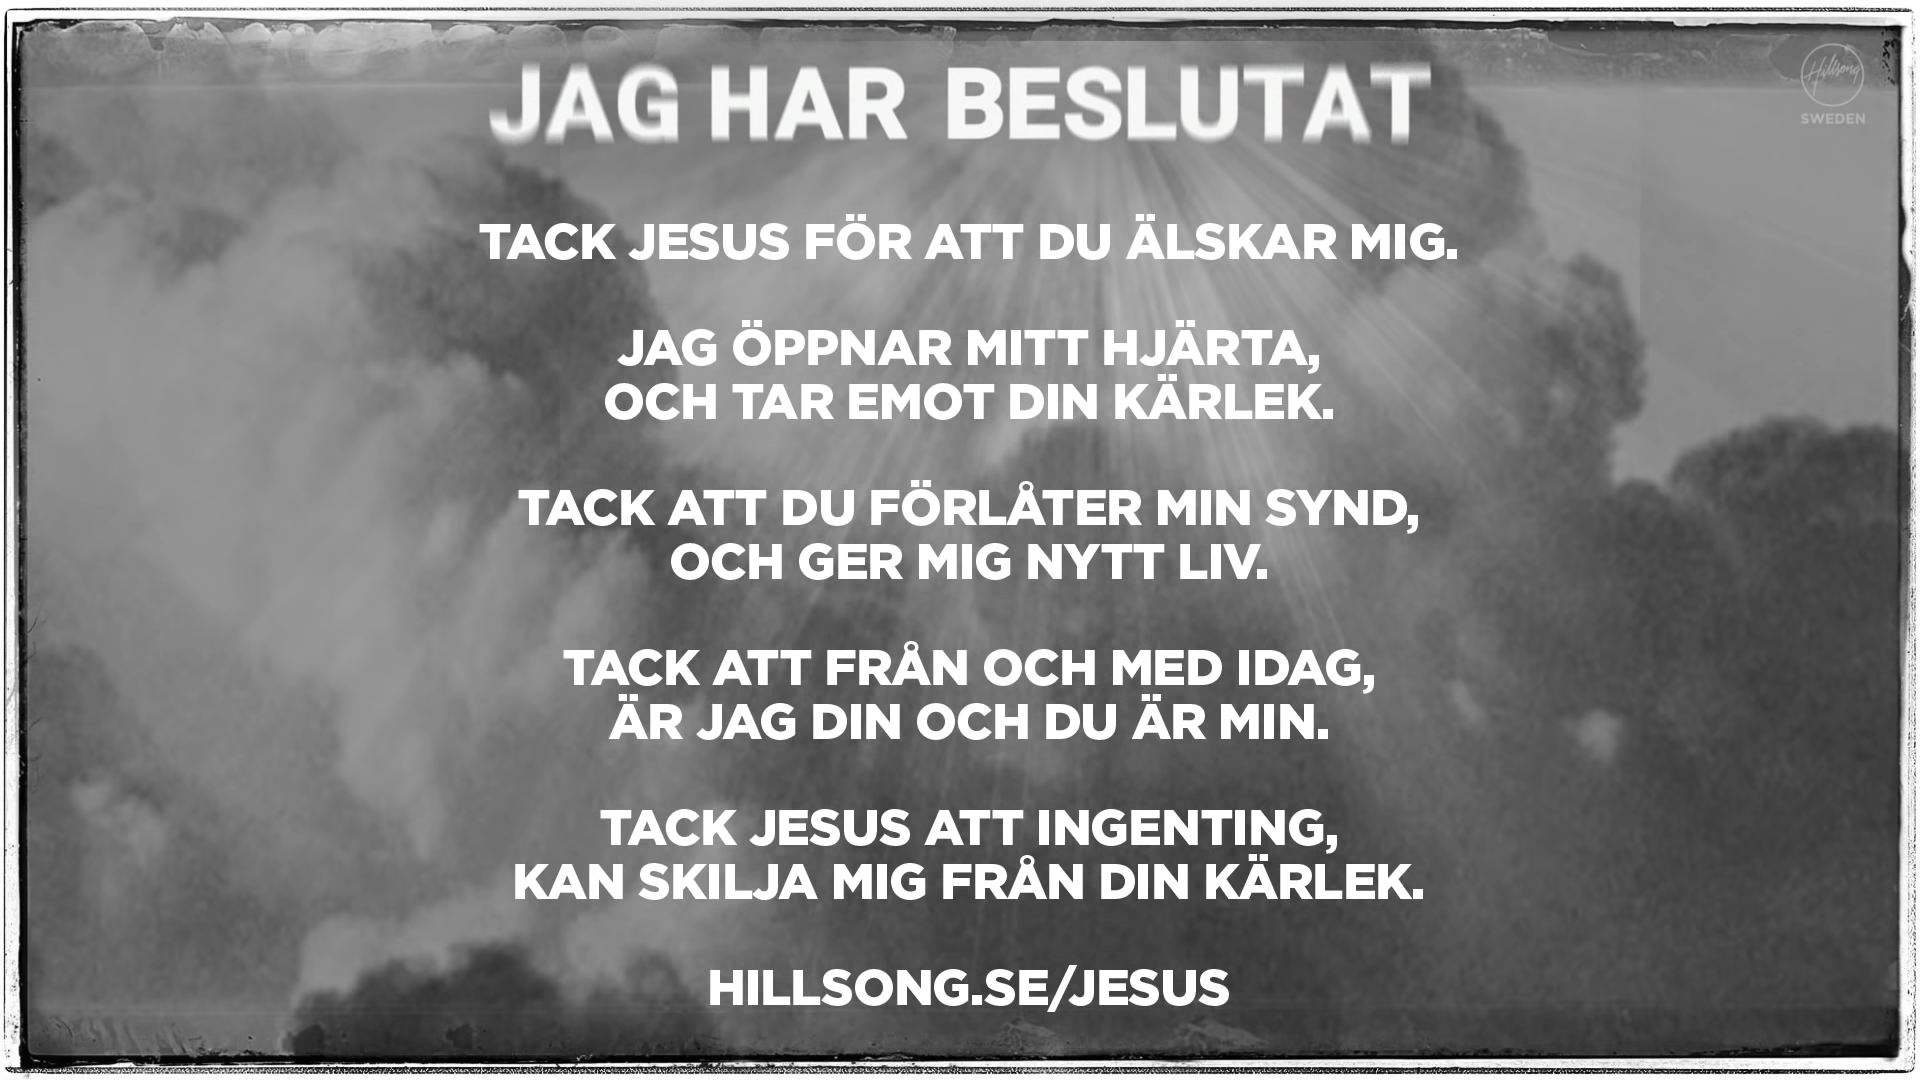 Hillsong
SWEDEN
JAG HAR BESLUTAT
TACK JESUS FÖR ATT DU ÄLSKAR MIG.
JAG ÖPPNAR MITT HJÄRTA,
OCH TAR EMOT DIN KÄRLEK.
TACK ATT DU FÖRLÅTER MIN SYND,
OCH GER MIG NYTT LIV.
TACK ATT FRÅN OCH MED IDAG,
ÄR JAG DIN OCH DU ÄR MIN.
TACK JESUS ATT INGENTING,
KAN SKILJA MIG FRÅN DIN KÄRLEK.
HILLSONG.SE/JESUS